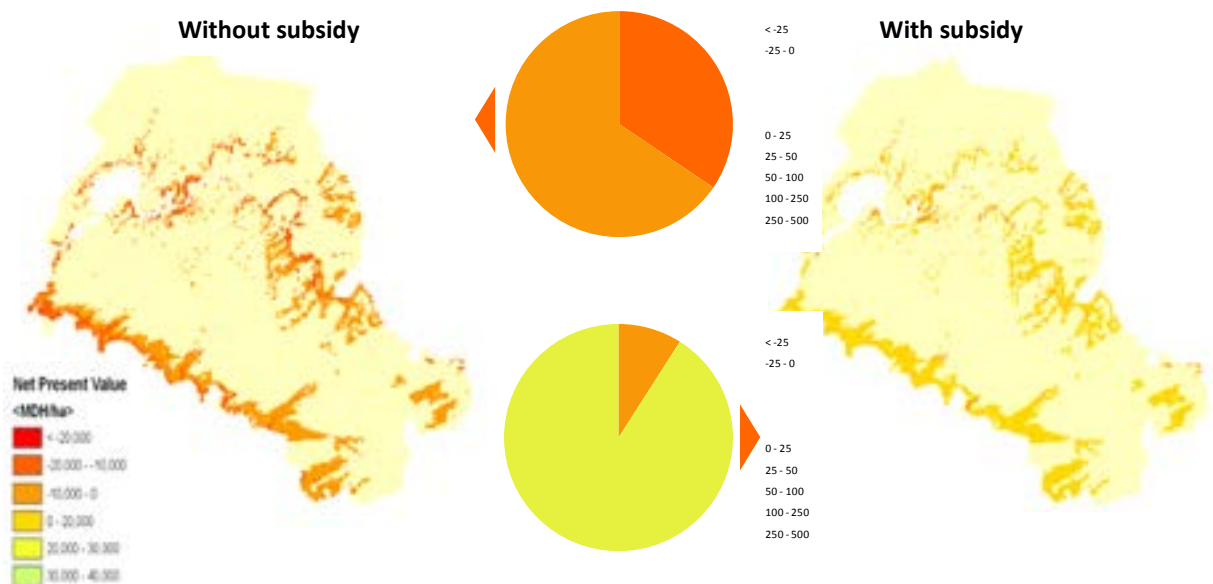 Without subsidy
With subsidy
< -25
-25 - 0
0 - 25
25 - 50
50 - 100
100 - 250
250 - 500
< -25
-25 - 0
0 - 25
25 - 50
50 - 100
100 - 250
250 - 500
Net Present Value
<MDH/ha>
< -20,000
-20,000 - -10,000
-10,000 - 0
0 - 20,000
20,000 - 30,000
30,000 - 40,000